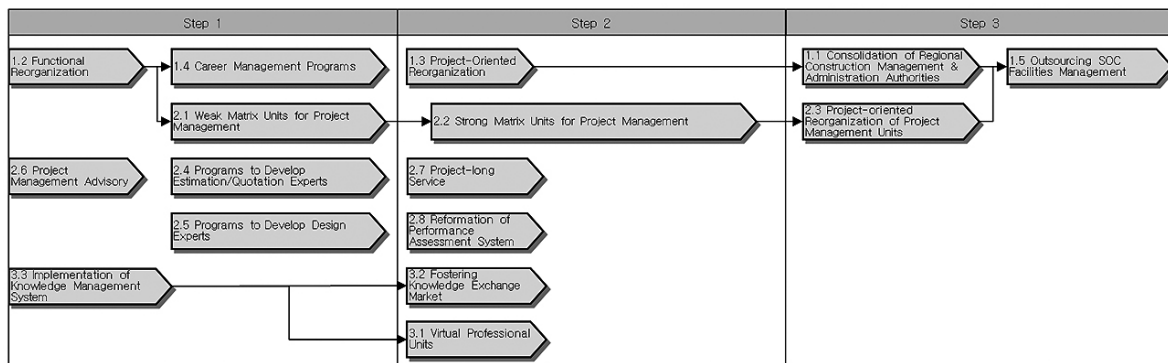 Step 1
Step 2
Step 3
1.2 Functional
Reorganization
1.4 Career Management Programs
1.3 Project-Oriented
Reorganization
1.1 Consolidation of Regional
Construction Management &
Administration Authorities
1.5 Outsourcing SOC
Facilities Management
2.1 Weak Matrix Units for Project
Management
2.2 Strong Matrix Units for Project Management
2.3 Project-oriented
Reorganization of Project
Management Units
2.6 Project
Management Advisory
2.4 Programs to Develop
Estimation/Quotation Experts
2.7 Project-long
Service
2.5 Programs to Develop Design
Experts
2.8 Reformation of
Performance
Assessment System
3.3 Implementation of
Knowledge Management
System
3.2 Fostering
Knowledge Exchange
Market
3.1 Virtual Professional
Units